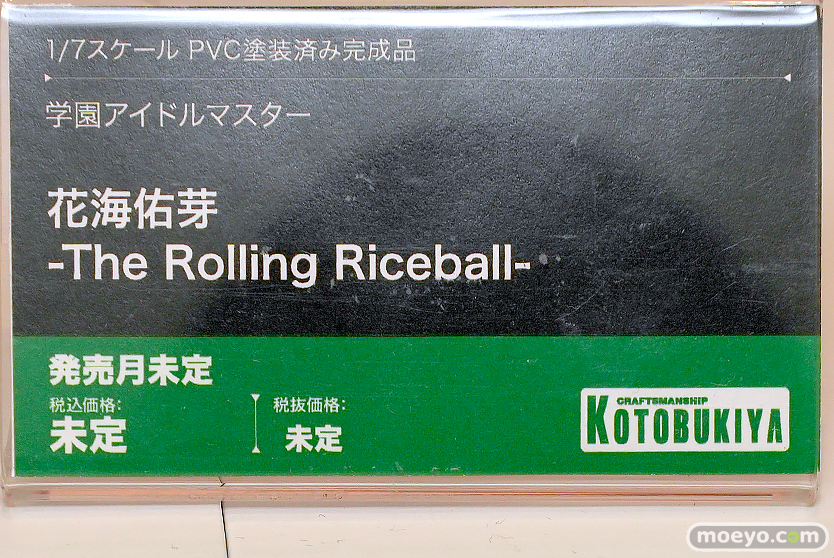 1/7スケール PVC塗装済み完成品
学園アイドルマスター
花海佑芽
-The Rolling Riceball-
発売月未定
税込価格:
未定
税抜価格:
未定
CRAFTSMANSHIP
KOTOBUKIYA
moeyo.com